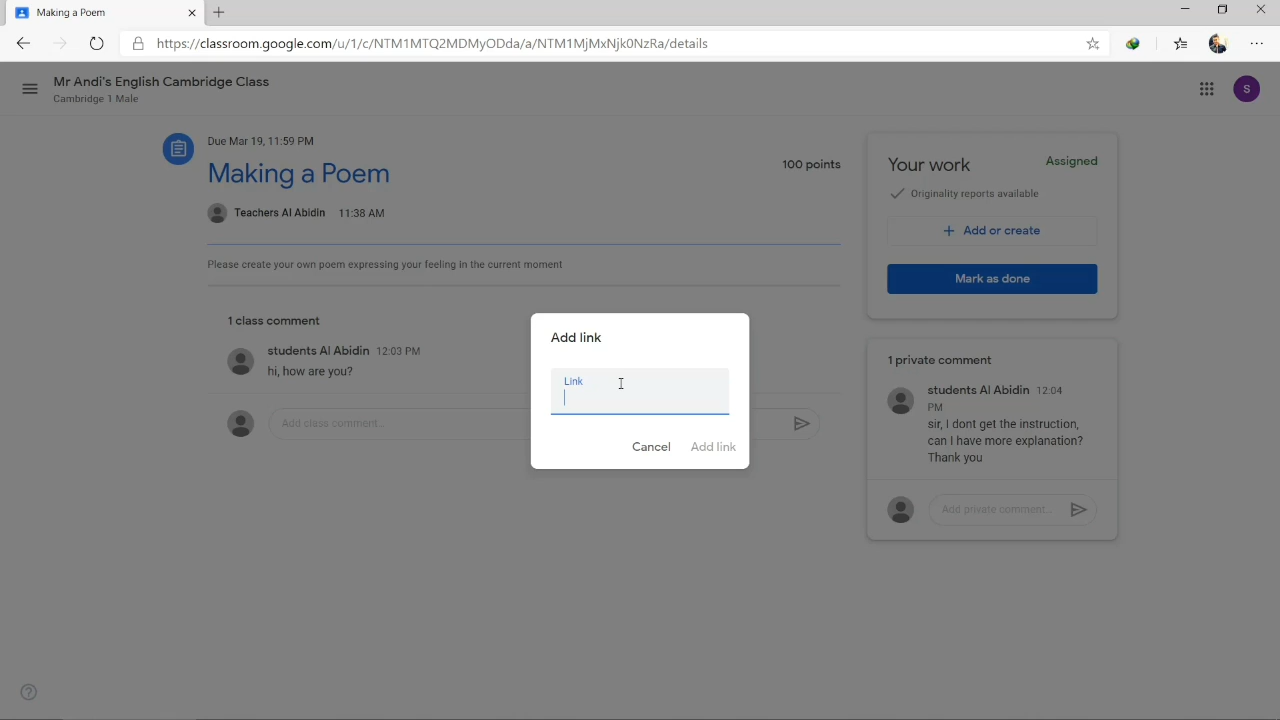 Making a Poem
https://classroom.google.com/u/1/c/NTM1MTQ2MDMyODda/a/NTM1MjMxNjk0NzRa/details
Mr Andi's English Cambridge Class
Cambridge 1 Male
S
Due Mar 19, 11:59 PM
Making a Poem
100 points
Teachers Al Abidin 11:38 AM
Please create your own poem expressing your feeling in the current moment
1 class comment
students Al Abidin 12:03 PM
hi, how are you?
Add class comment...
Add link
Link
Cancel Add link
Your work
Assigned
Originality reports available
+ Add or create
Mark as done
1 private comment
students Al Abidin 12:04
PM
sir, I dont get the instruction,
can I have more explanation?
Thank you
Add private comment...